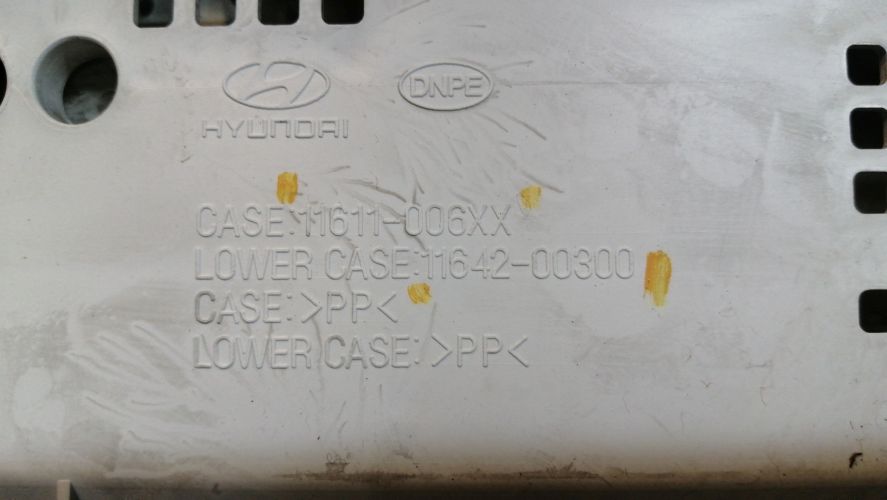 HYUNDAI
DNPE
CASE:11611-006XX
LOWER CASE:11642-00300
CASE: >PP<
LOWER CASE: >PP<